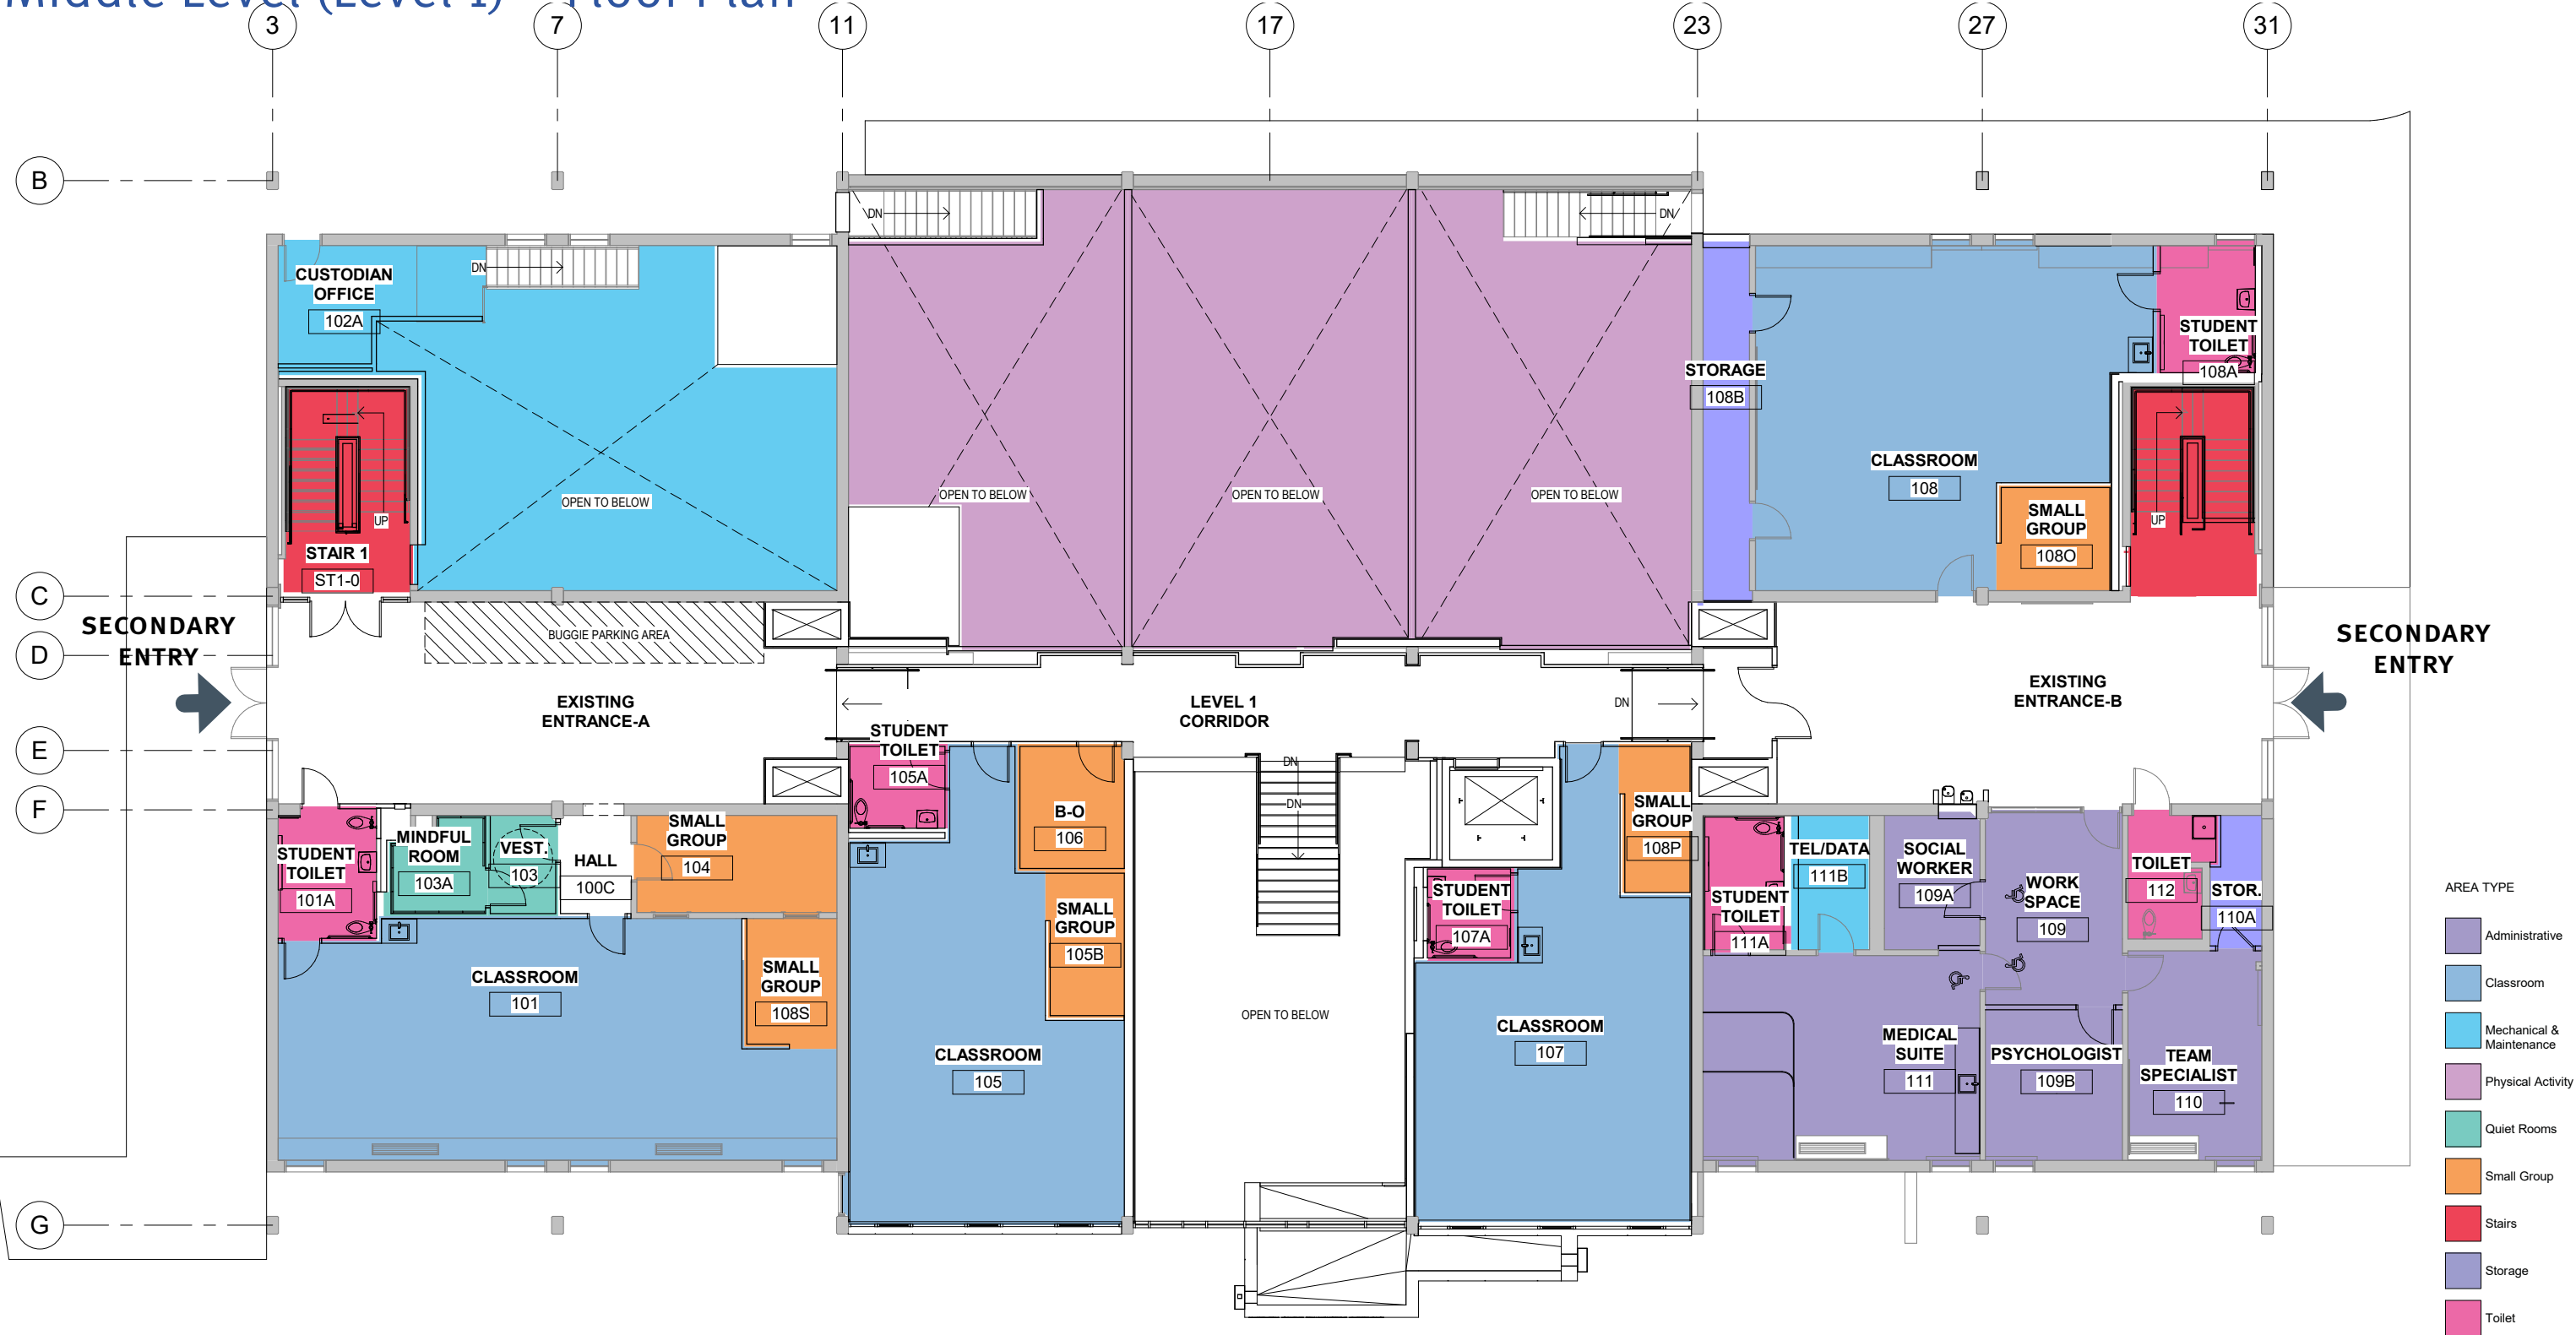 Middle Level (Level 1) - Floor Plan
3
7
11
17
23
27
31
B
C
D
E
F
G
CUSTODIAN
OFFICE
102A
DN
OPEN TO BELOW
UP
STAIR 1
ST1-0
DN
OPEN TO BELOW
OPEN TO BELOW
DN
OPEN TO BELOW
STORAGE
108B
CLASSROOM
108
SMALL
GROUP
108O
STUDENT
TOILET
108A
UP
SECONDARY
ENTRY
BUGGIE PARKING AREA
EXISTING
ENTRANCE-A
LEVEL 1
CORRIDOR
DN
EXISTING
ENTRANCE-B
SECONDARY
ENTRY
STUDENT
TOILET
101A
MINDFUL
ROOM
103A
VEST.
103
HALL
100C
SMALL
GROUP
104
CLASSROOM
101
SMALL
GROUP
108S
STUDENT
TOILET
105A
B-O
106
SMALL
GROUP
105B
CLASSROOM
105
DN
DN
OPEN TO BELOW
STUDENT
TOILET
107A
SMALL
GROUP
108P
CLASSROOM
107
STUDENT
TOILET
111A
TEL/DATA
111B
SOCIAL
WORKER
109A
WORK
SPACE
109
TOILET
112
STOR.
110A
MEDICAL
SUITE
111
PSYCHOLOGIST
109B
TEAM
SPECIALIST
110
AREA TYPE
Administrative
Classroom
Mechanical &
Maintenance
Physical Activity
Quiet Rooms
Small Group
Stairs
Storage
Toilet